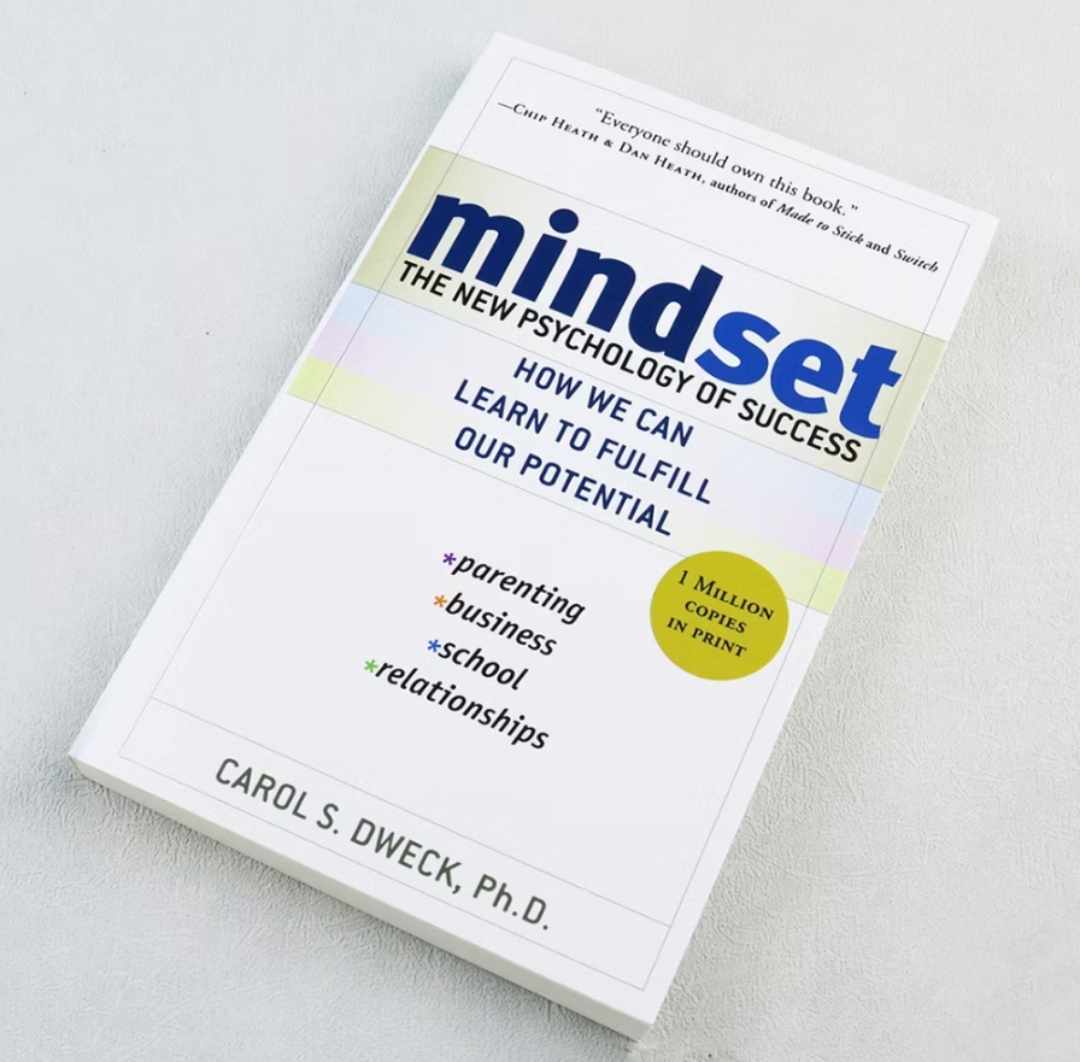 "Everyone should own this book."
—Chip Heath & Dan Heath, authors of Made to Stick and Switch
mindset
THE NEW PSYCHOLOGY OF SUCCESS
HOW WE CAN
LEARN TO FULFILL
OUR POTENTIAL
*parenting
*business
*school
*relationships
1 Million
copies
in print
CAROL S. DWECK, Ph.D.